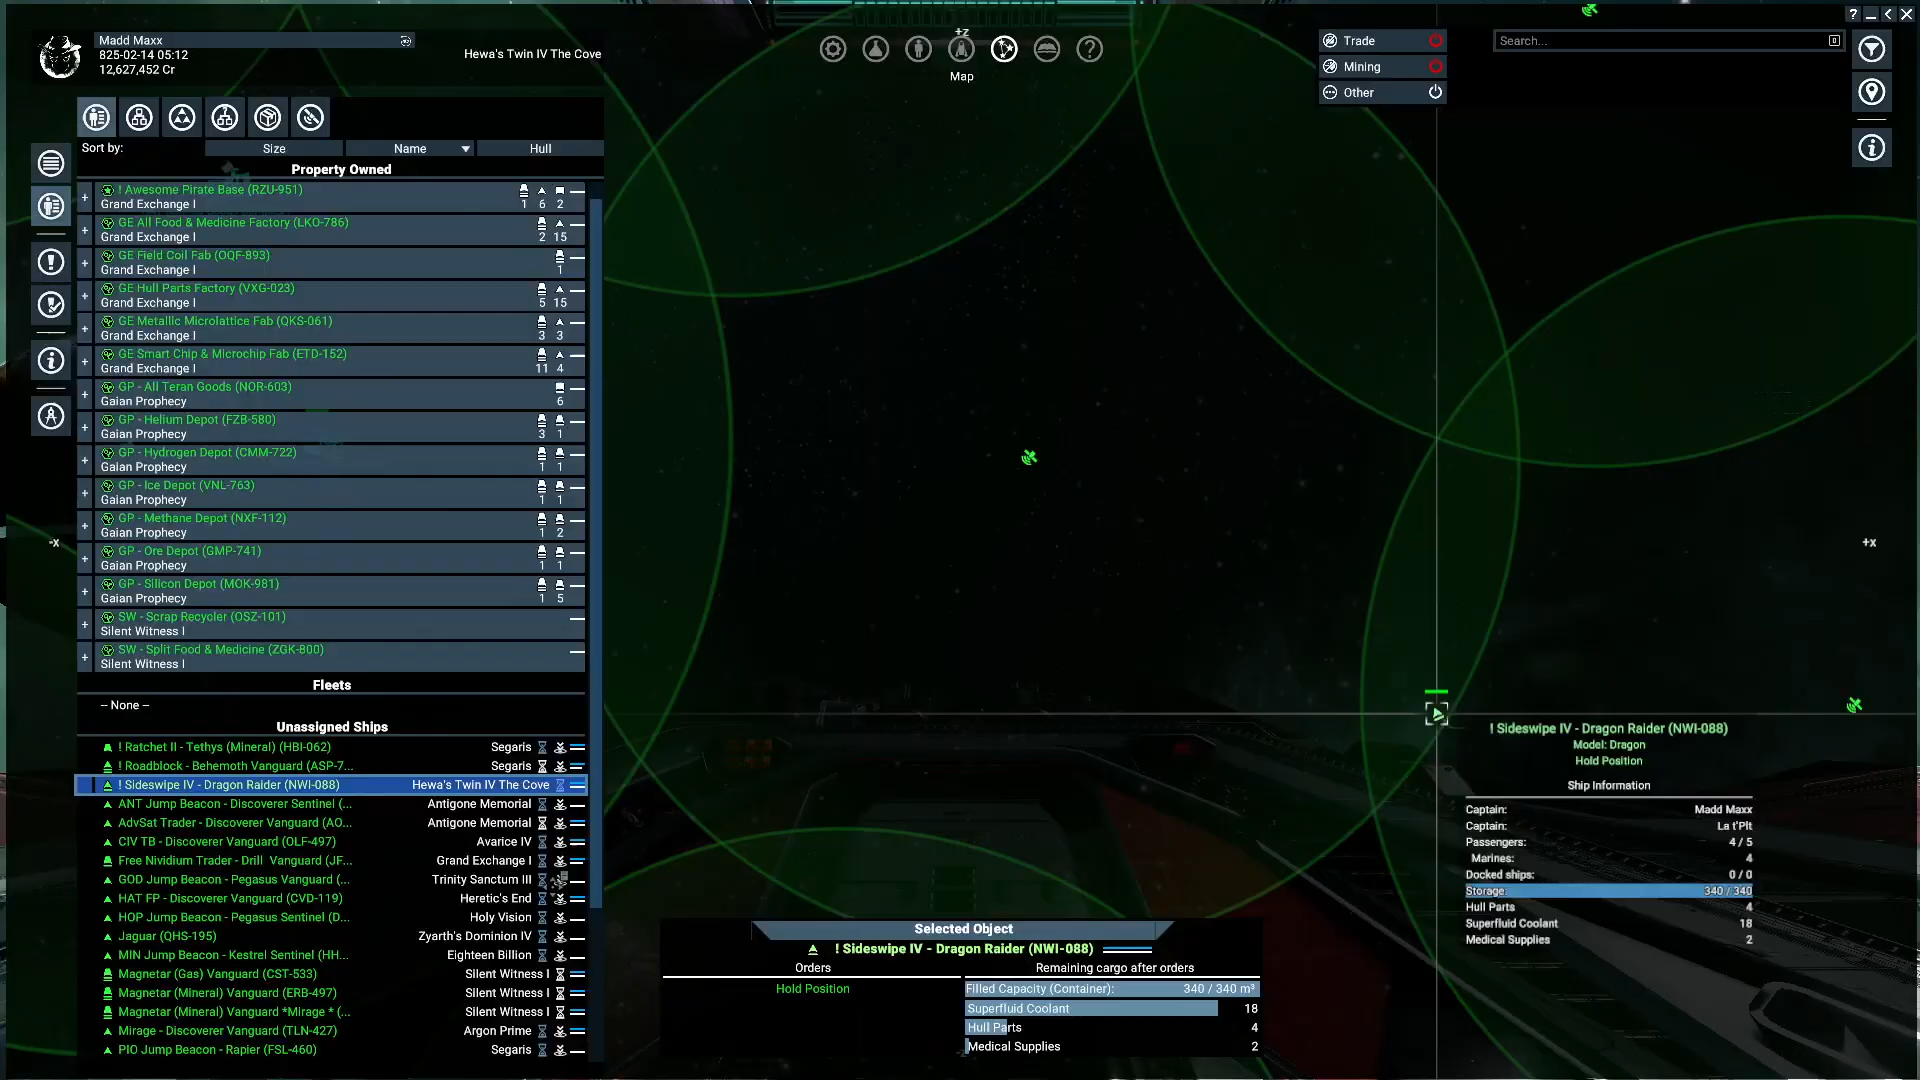 Madd Maxx
825-02-14 05:12
12,627,452 Cr
Hewa's Twin IV The Cove
+z
Map
Trade
Mining
Other
Search...
Sort by:
Size
Name
Hull
Property Owned
! Awesome Pirate Base (RZU-951)
Grand Exchange I
1 6 2
GE All Food & Medicine Factory (LKO-786)
Grand Exchange I
2 15
GE Field Coil Fab (OQF-893)
Grand Exchange I
1
GE Hull Parts Factory (VXG-023)
Grand Exchange I
5 15
GE Metallic Microlattice Fab (QKS-061)
Grand Exchange I
3 3
GE Smart Chip & Microchip Fab (ETD-152)
Grand Exchange I
11 4
GP - All Teran Goods (NOR-603)
Gaian Prophecy
6
GP - Helium Depot (FZB-580)
Gaian Prophecy
3 1
GP - Hydrogen Depot (CMM-722)
Gaian Prophecy
1 1
GP - Ice Depot (VNL-763)
Gaian Prophecy
1 1
GP - Methane Depot (NXF-112)
Gaian Prophecy
1 2
GP - Ore Depot (GMP-741)
Gaian Prophecy
1 1
GP - Silicon Depot (MOK-981)
Gaian Prophecy
1 5
SW - Scrap Recycler (OSZ-101)
Silent Witness I
SW - Split Food & Medicine (ZGK-800)
Silent Witness I
Fleets
-- None --
Unassigned Ships
! Ratchet II - Tethys (Mineral) (HBI-062) Segaris
! Roadblock - Behemoth Vanguard (ASP-7... Segaris
! Sideswipe IV - Dragon Raider (NWI-088) Hewa's Twin IV The Cove
ANT Jump Beacon - Discoverer Sentinel (... Antigone Memorial
AdvSat Trader - Discoverer Vanguard (AO... Antigone Memorial
CIV TB - Discoverer Vanguard (OLF-497) Avarice IV
Free Nividium Trader - Drill Vanguard (JF... Grand Exchange I
GOD Jump Beacon - Pegasus Vanguard (... Trinity Sanctum III
HAT FP - Discoverer Vanguard (CVD-119) Heretic's End
HOP Jump Beacon - Pegasus Sentinel (D... Holy Vision
Jaguar (QHS-195) Zyarth's Dominion IV
MIN Jump Beacon - Kestrel Sentinel (HH... Eighteen Billion
Magnetar (Gas) Vanguard (CST-533) Silent Witness I
Magnetar (Mineral) Vanguard (ERB-497) Silent Witness I
Magnetar (Mineral) Vanguard *Mirage * (... Silent Witness I
Mirage - Discoverer Vanguard (TLN-427) Argon Prime
PIO Jump Beacon - Rapier (FSL-460) Segaris
-x
+x
! Sideswipe IV - Dragon Raider (NWI-088)
Model: Dragon
Hold Position
Ship Information
Captain: Madd Maxx
Captain: La t'Plt
Passengers: 4 / 5
Marines: 4
Docked ships: 0 / 0
Storage: 340 / 340
Hull Parts 4
Superfluid Coolant 18
Medical Supplies 2
Selected Object
! Sideswipe IV - Dragon Raider (NWI-088)
Orders
Remaining cargo after orders
Hold Position
Filled Capacity (Container): 340 / 340 m³
Superfluid Coolant 18
Hull Parts 4
Medical Supplies 2